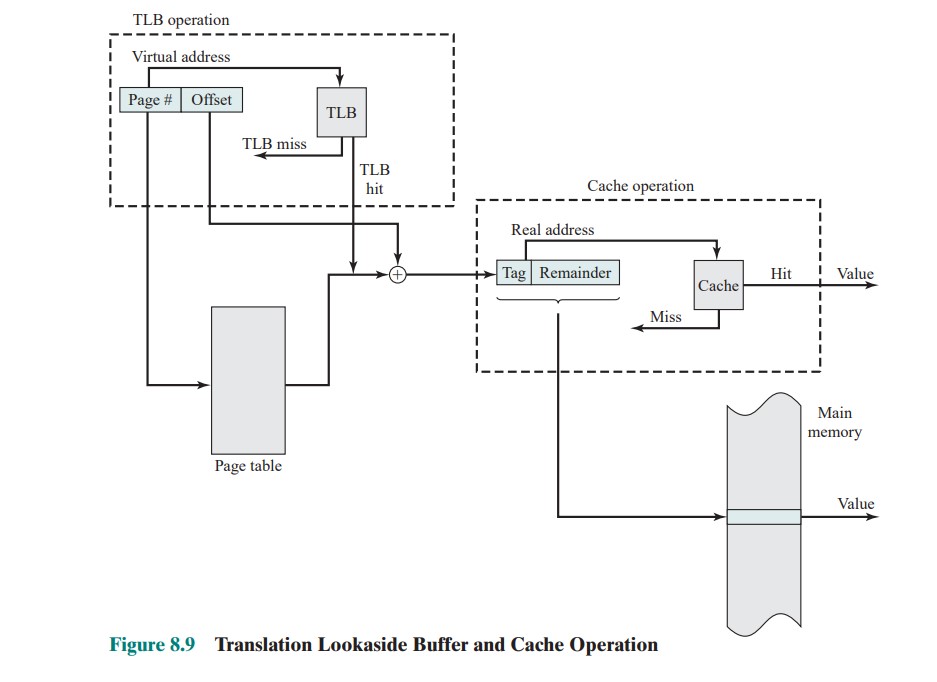 TLB operation
Virtual address
Page #
Offset
TLB
TLB miss
TLB
hit
Cache operation
Real address
Tag
Remainder
Cache
Hit
Value
Miss
Page table
Main
memory
Value
Figure 8.9 Translation Lookaside Buffer and Cache Operation